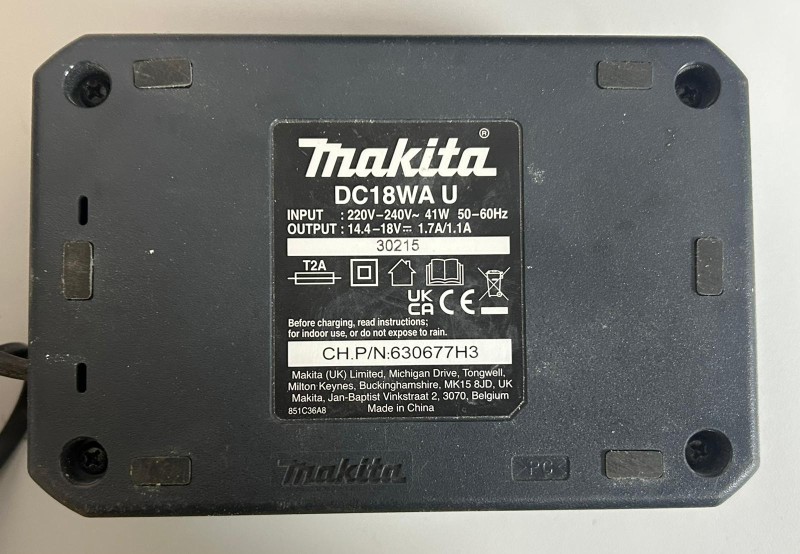 makita®
DC18WA U
INPUT : 220V-240V~ 41W 50-60Hz
OUTPUT : 14.4-18V⎓ 1.7A/1.1A
30215
T2A
UK
CA CE
Before charging, read instructions;
for indoor use, or do not expose to rain.
CH.P/N:630677H3
Makita (UK) Limited, Michigan Drive, Tongwell,
Milton Keynes, Buckinghamshire, MK15 8JD, UK
Makita, Jan-Baptist Vinkstraat 2, 3070, Belgium
851C36A8 Made in China
makita >PC<